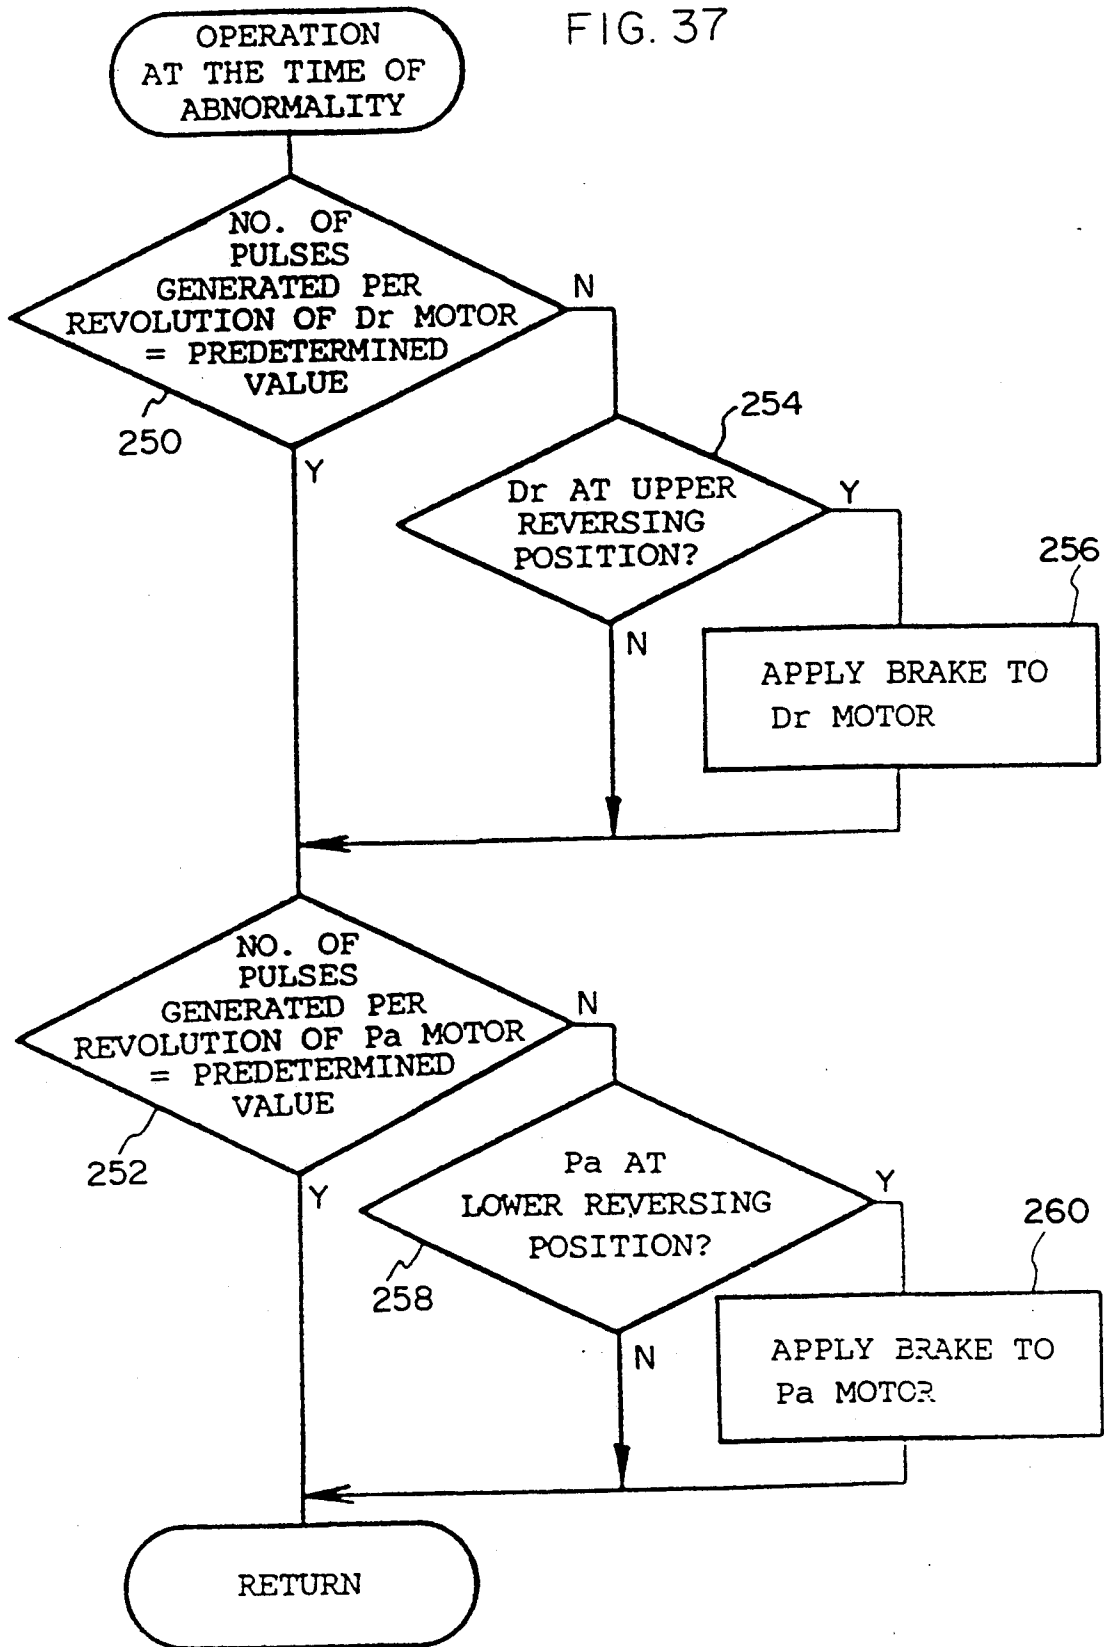 FIG. 37
OPERATION
AT THE TIME OF
ABNORMALITY
NO. OF
PULSES
GENERATED PER
REVOLUTION OF Dr MOTOR
= PREDETERMINED
VALUE
N
250
Y
254
Dr AT UPPER
REVERSING
POSITION?
Y
N
256
APPLY BRAKE TO
Dr MOTOR
NO. OF
PULSES
GENERATED PER
REVOLUTION OF Pa MOTOR
= PREDETERMINED
VALUE
N
252
Y
Pa AT
LOWER REVERSING
POSITION?
Y
258
N
260
APPLY BRAKE TO
Pa MOTOR
RETURN